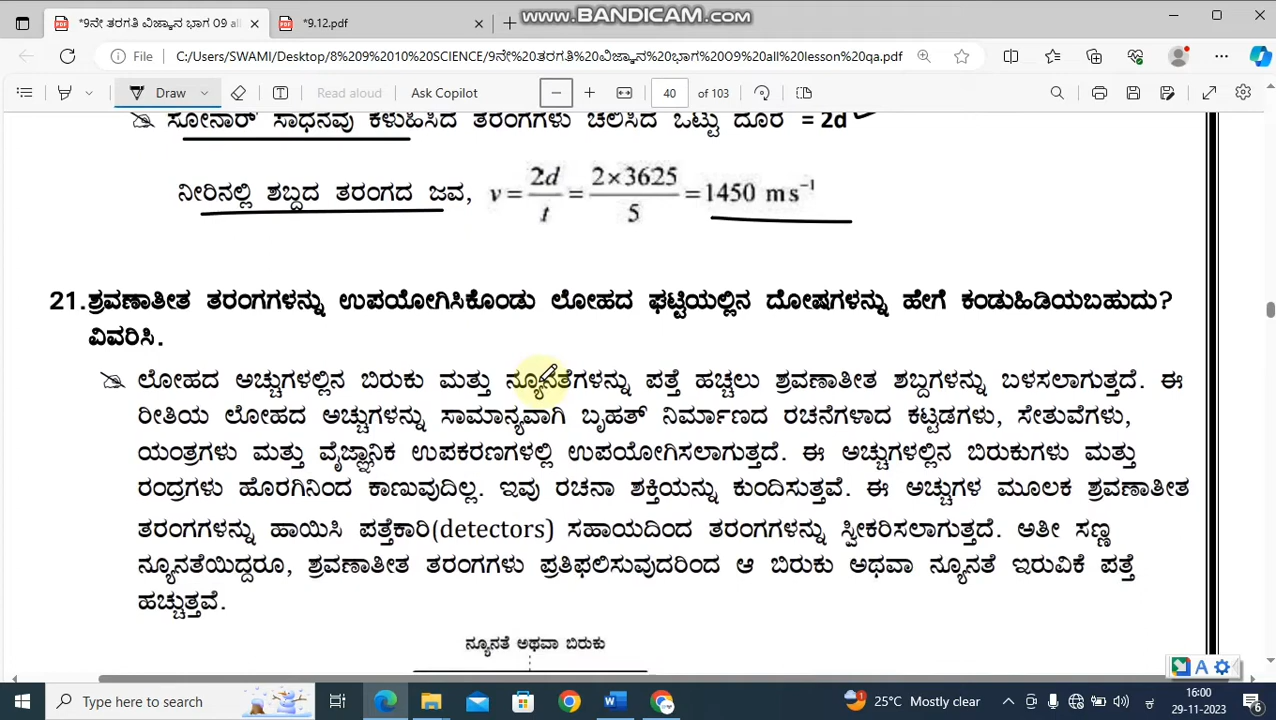 www.BANDICAM.com
*9ನೇ ತರಗತಿ ವಿಜ್ಞಾನ ಭಾಗ 09 all
*9.12.pdf
File
C:/Users/SWAMI/Desktop/8%209%2010%20SCIENCE/9ನೇ%20ತರಗತಿ%20ವಿಜ್ಞಾನ%20ಭಾಗ%2009%20all%20lesson%20qa.pdf
Draw
Read aloud
Ask Copilot
40 of 103
ಸೋನಾರ್ ಸಾಧನವು ಕಳುಹಿಸಿದ ತರಂಗಗಳು ಚಲಿಸಿದ ಒಟ್ಟು ದೂರ = 2d
ನೀರಿನಲ್ಲಿ ಶಬ್ದದ ತರಂಗದ ಜವ, v = 2d/t = 2×3625/5 = 1450 m s⁻¹
21.ಶ್ರವಣಾತೀತ ತರಂಗಗಳನ್ನು ಉಪಯೋಗಿಸಿಕೊಂಡು ಲೋಹದ ಘಟ್ಟಿಯಲ್ಲಿನ ದೋಷಗಳನ್ನು ಹೇಗೆ ಕಂಡುಹಿಡಿಯಬಹುದು?
ವಿವರಿಸಿ.
ಲೋಹದ ಅಚ್ಚುಗಳಲ್ಲಿನ ಬಿರುಕು ಮತ್ತು ನ್ಯೂನತೆಗಳನ್ನು ಪತ್ತೆ ಹಚ್ಚಲು ಶ್ರವಣಾತೀತ ಶಬ್ದಗಳನ್ನು ಬಳಸಲಾಗುತ್ತದೆ. ಈ
ರೀತಿಯ ಲೋಹದ ಅಚ್ಚುಗಳನ್ನು ಸಾಮಾನ್ಯವಾಗಿ ಬೃಹತ್ ನಿರ್ಮಾಣದ ರಚನೆಗಳಾದ ಕಟ್ಟಡಗಳು, ಸೇತುವೆಗಳು,
ಯಂತ್ರಗಳು ಮತ್ತು ವೈಜ್ಞಾನಿಕ ಉಪಕರಣಗಳಲ್ಲಿ ಉಪಯೋಗಿಸಲಾಗುತ್ತದೆ. ಈ ಅಚ್ಚುಗಳಲ್ಲಿನ ಬಿರುಕುಗಳು ಮತ್ತು
ರಂದ್ರಗಳು ಹೊರಗಿನಿಂದ ಕಾಣುವುದಿಲ್ಲ. ಇವು ರಚನಾ ಶಕ್ತಿಯನ್ನು ಕುಂದಿಸುತ್ತವೆ. ಈ ಅಚ್ಚುಗಳ ಮೂಲಕ ಶ್ರವಣಾತೀತ
ತರಂಗಗಳನ್ನು ಹಾಯಿಸಿ ಪತ್ತೆಕಾರಿ(detectors) ಸಹಾಯದಿಂದ ತರಂಗಗಳನ್ನು ಸ್ವೀಕರಿಸಲಾಗುತ್ತದೆ. ಅತೀ ಸಣ್ಣ
ನ್ಯೂನತೆಯಿದ್ದರೂ, ಶ್ರವಣಾತೀತ ತರಂಗಗಳು ಪ್ರತಿಫಲಿಸುವುದರಿಂದ ಆ ಬಿರುಕು ಅಥವಾ ನ್ಯೂನತೆ ಇರುವಿಕೆ ಪತ್ತೆ
ಹಚ್ಚುತ್ತವೆ.
ನ್ಯೂನತೆ ಅಥವಾ ಬಿರುಕು
Type here to search
25°C Mostly clear
16:00
29-11-2023